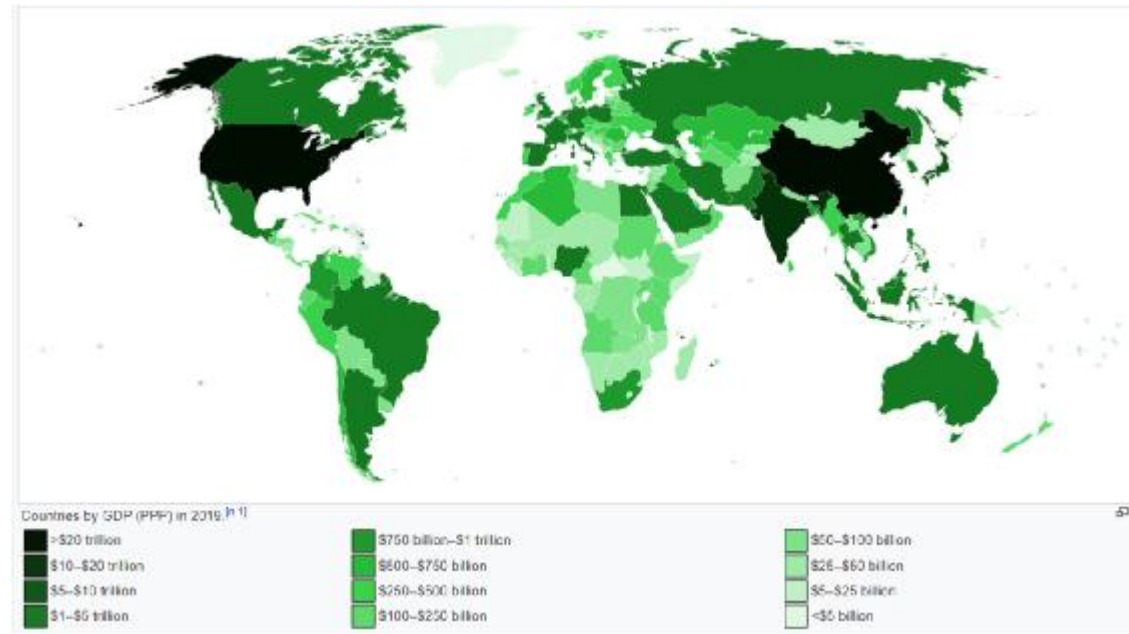 Countries by GDP (PPP) in 2019.[n 1]
>$20 trillion
$10–$20 trillion
$5–$10 trillion
$1–$5 trillion
$750 billion–$1 trillion
$500–$750 billion
$250–$500 billion
$100–$250 billion
$50–$100 billion
$25–$50 billion
$5–$25 billion
<$5 billion